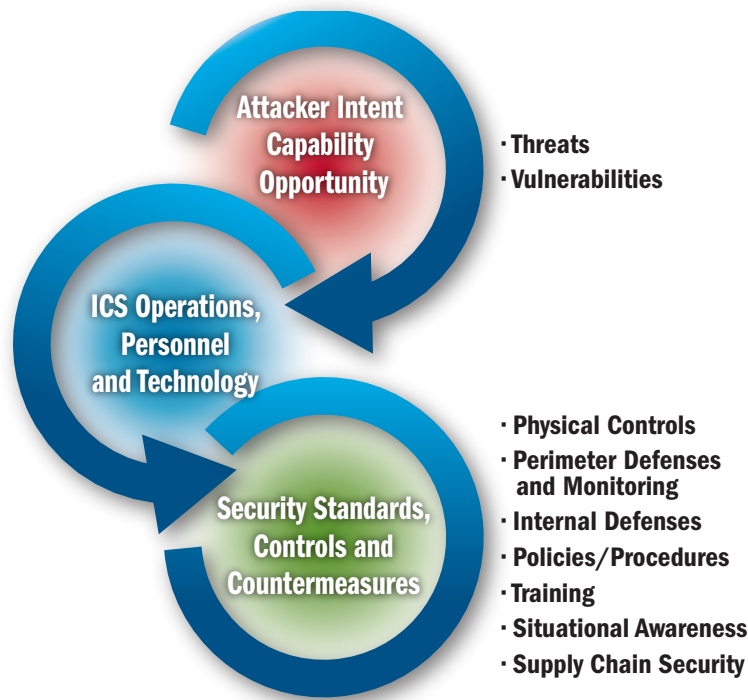 Attacker Intent
Capability
Opportunity
· Threats
· Vulnerabilities
ICS Operations,
Personnel
and Technology
Security Standards,
Controls and
Countermeasures
· Physical Controls
· Perimeter Defenses
and Monitoring
· Internal Defenses
· Policies/Procedures
· Training
· Situational Awareness
· Supply Chain Security